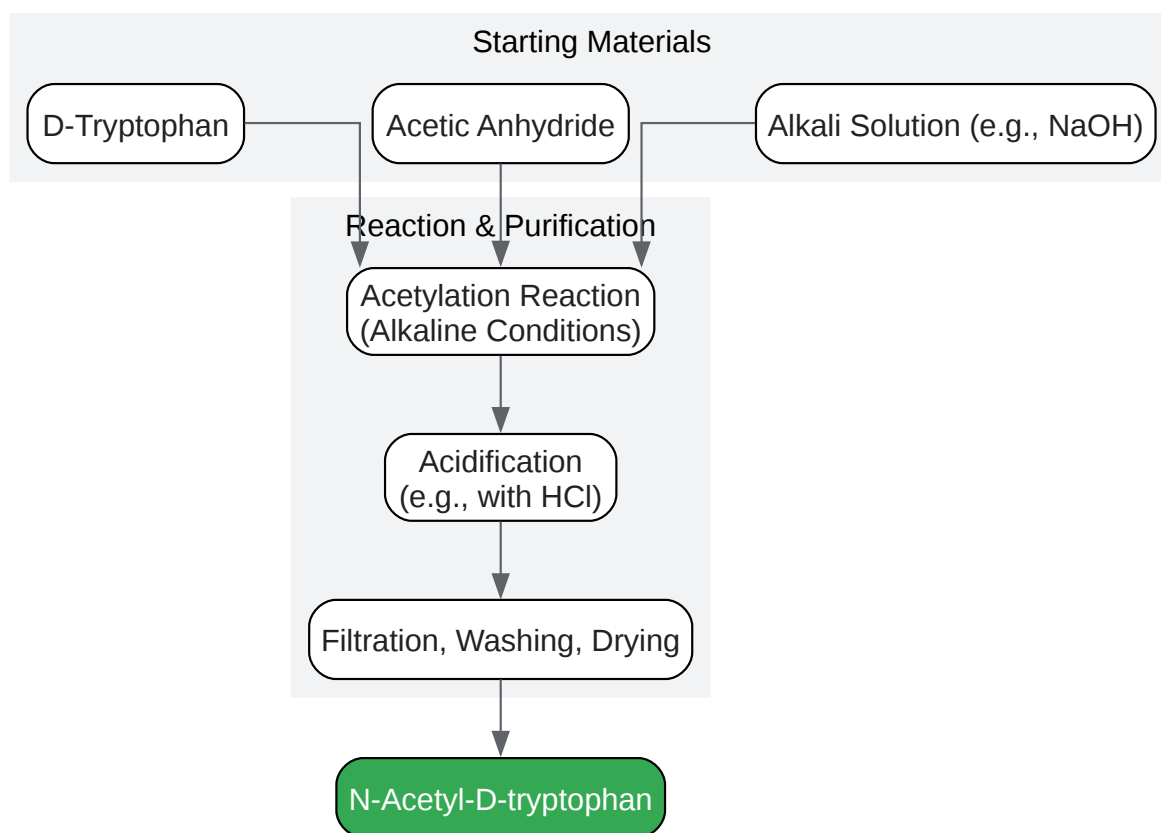 Starting Materials
D-Tryptophan
Acetic Anhydride
Alkali Solution (e.g., NaOH)
Reaction & Purification
Acetylation Reaction
(Alkaline Conditions)
Acidification
(e.g., with HCl)
Filtration, Washing, Drying
N-Acetyl-D-tryptophan